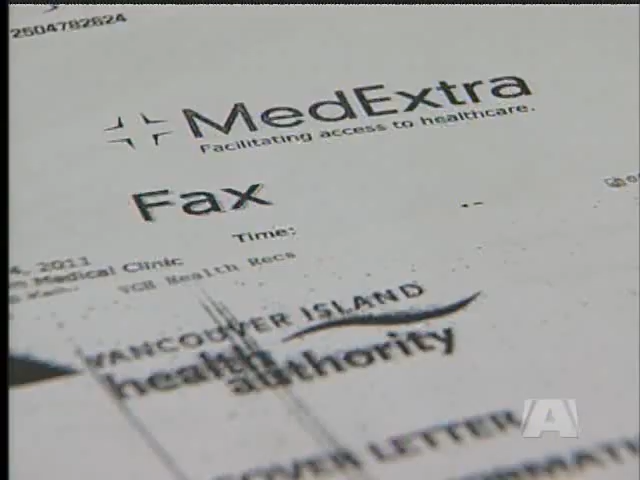 2504782624
MedExtra
Facilitating access to healthcare.
Fax
Time:
4, 2011
Medical Clinic
VGH Health Recs
VANCOUVER ISLAND
health
authority
COVER LETTER
A